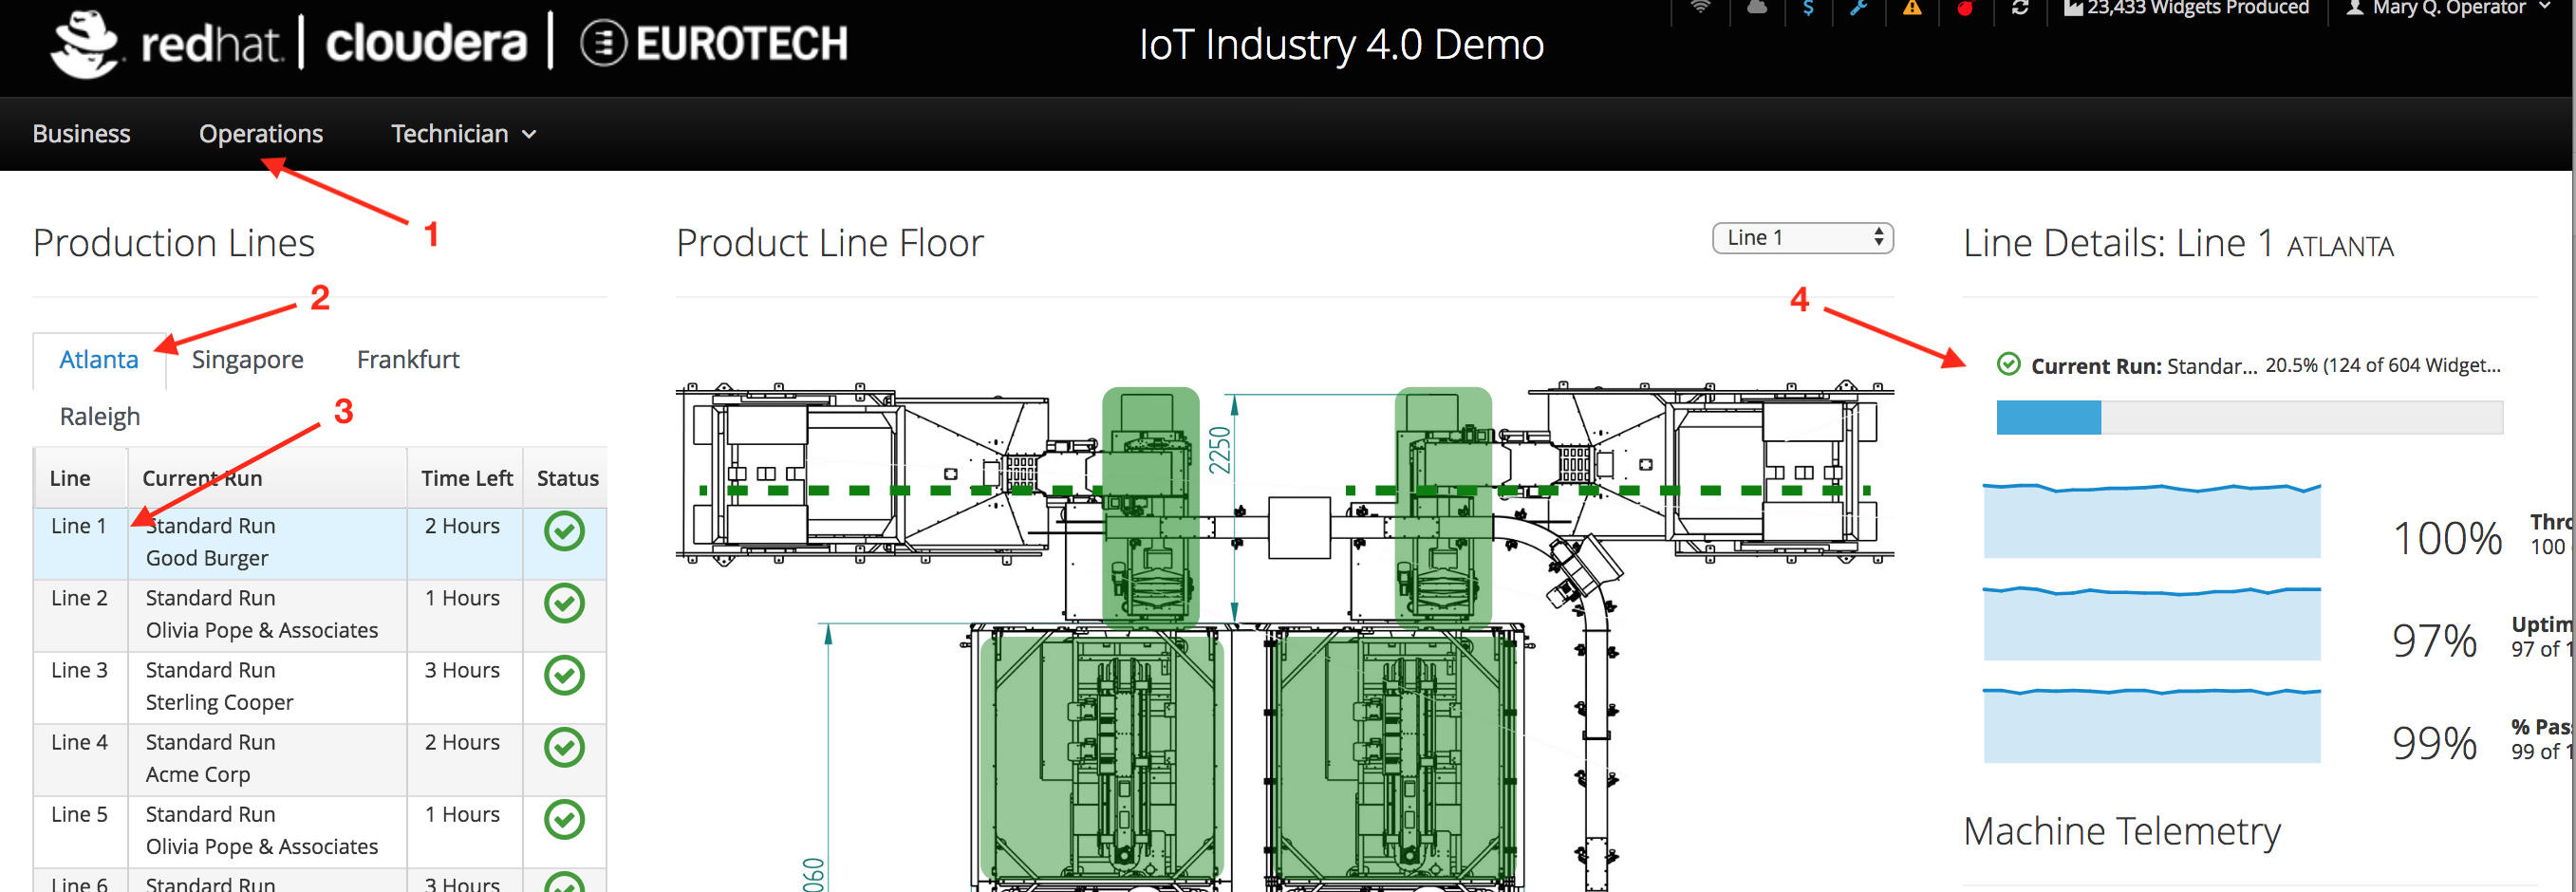 redhat. | cloudera | EUROTECH
IoT Industry 4.0 Demo
23,433 Widgets Produced
Mary Q. Operator
Business
Operations
Technician
1
Production Lines
Product Line Floor
Line 1
Line Details: Line 1 ATLANTA
2
4
Atlanta
Singapore
Frankfurt
Raleigh
3
Current Run: Standar... 20.5% (124 of 604 Widget...
Line Current Run Time Left Status
Line 1 Standard Run 2 Hours
Good Burger
Line 2 Standard Run 1 Hours
Olivia Pope & Associates
Line 3 Standard Run 3 Hours
Sterling Cooper
Line 4 Standard Run 2 Hours
Acme Corp
Line 5 Standard Run 1 Hours
Olivia Pope & Associates
Line 6 Standard Run 3 Hours
2250
060
100%
100
97%
Uptim
97 of 1
99%
% Pas
99 of 1
Machine Telemetry